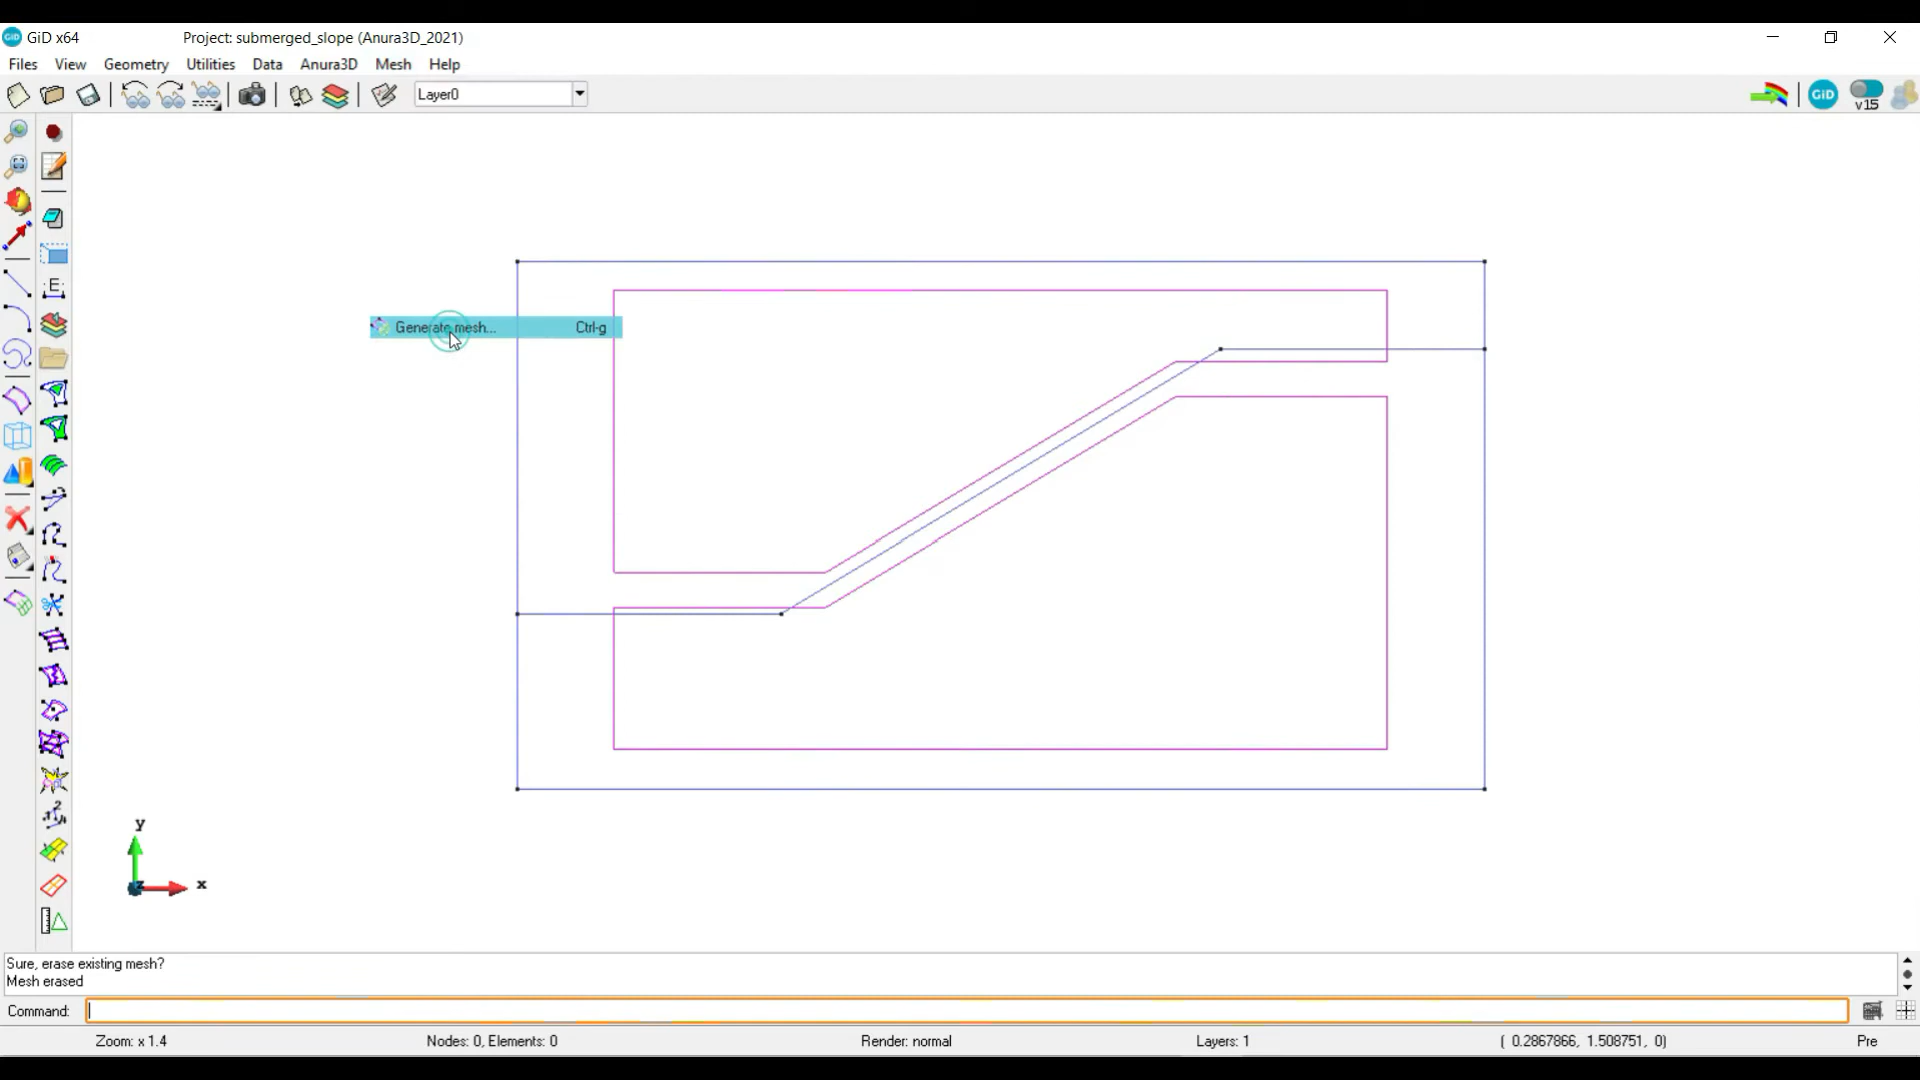 GiD x64 Project: submerged_slope (Anura3D_2021)
Files View Geometry Utilities Data Anura3D Mesh Help
Layer0
GiD
v15
E
Generate mesh... Ctrl-g
2
y
z x
Sure, erase existing mesh?
Mesh erased
Command:
Zoom: x 1.4 Nodes: 0, Elements: 0 Render: normal Layers: 1 ( 0.2867866, 1.508751, 0) Pre